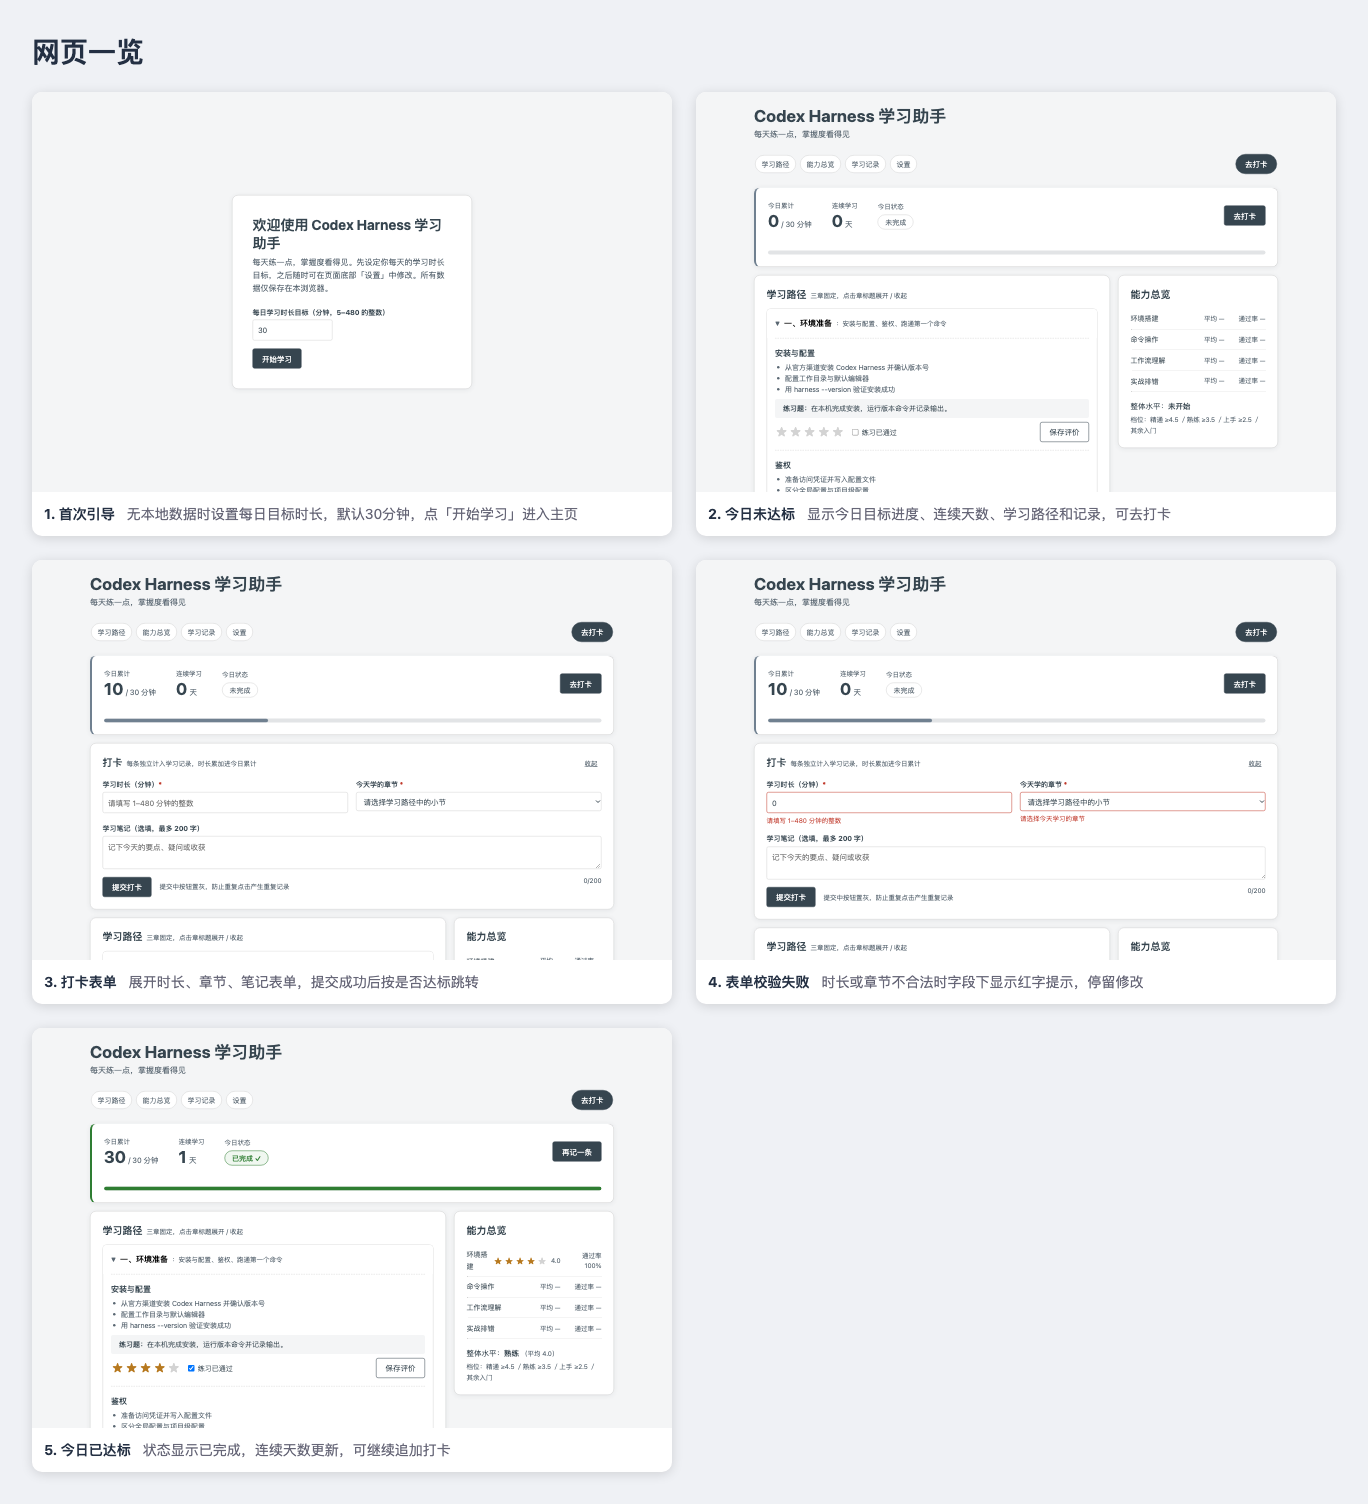 网页一览
欢迎使用 Codex Harness 学习
助手
每天练一点，掌握度看得见。先设定你每天的学习时长
目标，之后随时可在页面底部「设置」中修改。所有数
据仅保存在本浏览器。
每日学习时长目标（分钟，5–480 的整数）
30
开始学习
1. 首次引导 无本地数据时设置每日目标时长，默认30分钟，点「开始学习」进入主页
Codex Harness 学习助手
每天练一点，掌握度看得见
学习路径 能力总览 学习记录 设置 去打卡
今日累计 连续学习 今日状态
0 / 30 分钟 0 天 未完成 去打卡
学习路径 三章固定，点击章标题展开 / 收起
▾ 一、环境准备 ：安装与配置、鉴权、跑通第一个命令
安装与配置
• 从官方渠道安装 Codex Harness 并确认版本号
• 配置工作目录与默认编辑器
• 用 harness --version 验证安装成功
练习题：在本机完成安装、运行版本命令并记录输出。
★★★★★ 练习已通过 保存评价
鉴权
• 准备访问凭证并写入配置文件
• 区分全局配置与项目级配置
能力总览
环境搭建 平均 — 通过率 —
命令操作 平均 — 通过率 —
工作流理解 平均 — 通过率 —
实战排错 平均 — 通过率 —
整体水平：未开始
档位：精通 ≥4.5 / 熟练 ≥3.5 / 上手 ≥2.5 /
其余入门
2. 今日未达标 显示今日目标进度、连续天数、学习路径和记录，可去打卡
Codex Harness 学习助手
每天练一点，掌握度看得见
学习路径 能力总览 学习记录 设置 去打卡
今日累计 连续学习 今日状态
10 / 30 分钟 0 天 未完成 去打卡
打卡 每条独立计入学习记录，时长累加进今日累计 收起
学习时长（分钟）* 今天学的章节 *
请填写 1–480 分钟的整数 请选择学习路径中的小节
学习笔记（选填，最多 200 字）
记下今天的要点、疑问或收获
0/200
提交打卡 提交中按钮置灰，防止重复点击产生重复记录
学习路径 三章固定，点击章标题展开 / 收起
能力总览
3. 打卡表单 展开时长、章节、笔记表单，提交成功后按是否达标跳转
Codex Harness 学习助手
每天练一点，掌握度看得见
学习路径 能力总览 学习记录 设置 去打卡
今日累计 连续学习 今日状态
10 / 30 分钟 0 天 未完成 去打卡
打卡 每条独立计入学习记录，时长累加进今日累计 收起
学习时长（分钟）* 今天学的章节 *
0 请选择学习路径中的小节
请填写 1–480 分钟的整数 请选择今天学习的章节
学习笔记（选填，最多 200 字）
记下今天的要点、疑问或收获
0/200
提交打卡 提交中按钮置灰，防止重复点击产生重复记录
学习路径 三章固定，点击章标题展开 / 收起
能力总览
4. 表单校验失败 时长或章节不合法时字段下显示红字提示，停留修改
Codex Harness 学习助手
每天练一点，掌握度看得见
学习路径 能力总览 学习记录 设置 去打卡
今日累计 连续学习 今日状态
30 / 30 分钟 1 天 已完成 ✓ 再记一条
学习路径 三章固定，点击章标题展开 / 收起
▾ 一、环境准备 ：安装与配置、鉴权、跑通第一个命令
安装与配置
• 从官方渠道安装 Codex Harness 并确认版本号
• 配置工作目录与默认编辑器
• 用 harness --version 验证安装成功
练习题：在本机完成安装、运行版本命令并记录输出。
★★★★★ 练习已通过 保存评价
鉴权
• 准备访问凭证并写入配置文件
• 区分全局配置与项目级配置
能力总览
环境搭建 ★★★★★ 4.0 通过率 100%
命令操作 平均 — 通过率 —
工作流理解 平均 — 通过率 —
实战排错 平均 — 通过率 —
整体水平：熟练 （平均 4.0）
档位：精通 ≥4.5 / 熟练 ≥3.5 / 上手 ≥2.5 /
其余入门
5. 今日已达标 状态显示已完成，连续天数更新，可继续追加打卡